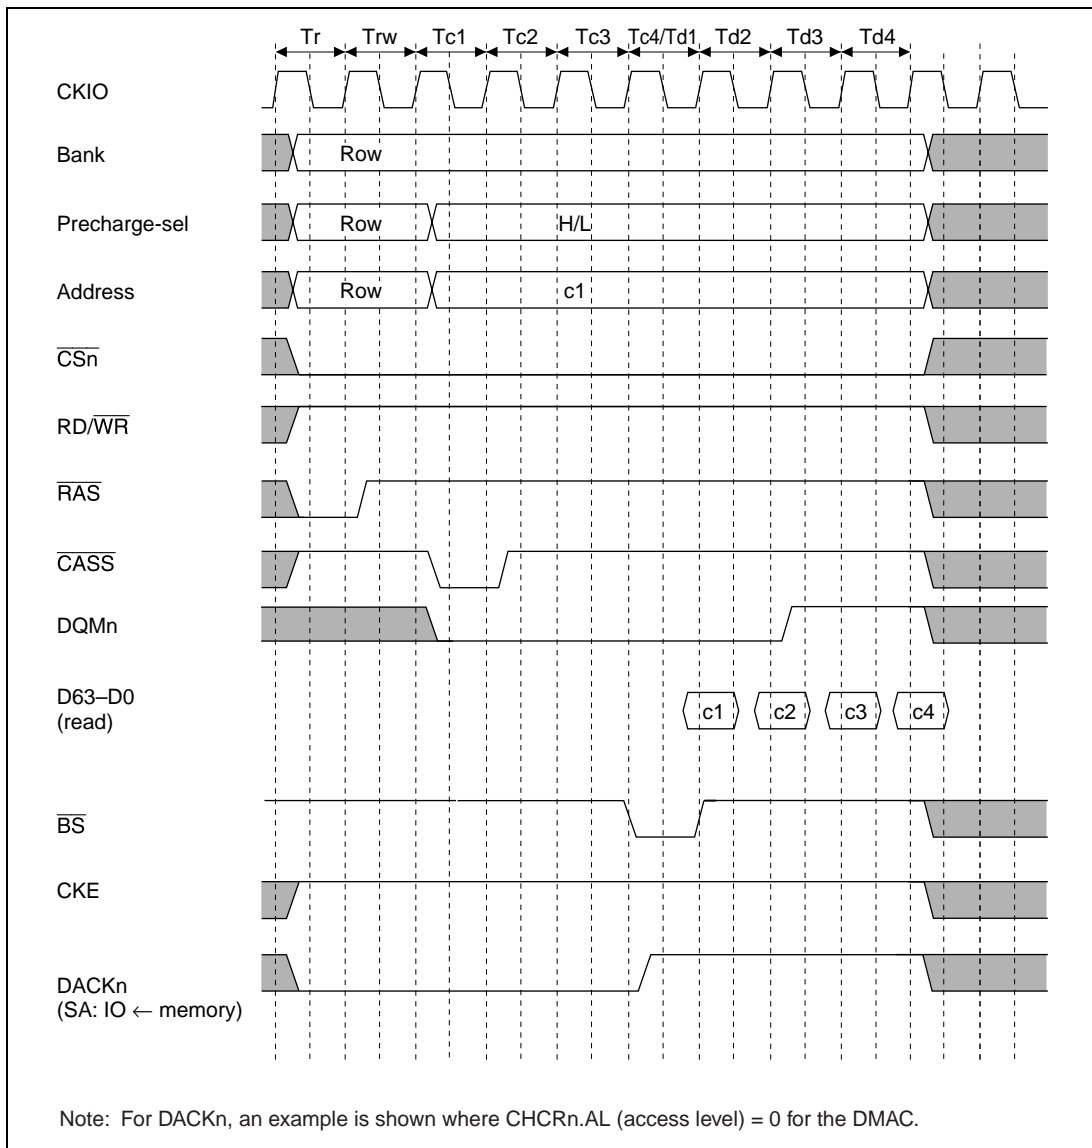 Tr Trw Tc1 Tc2 Tc3 Tc4/Td1 Td2 Td3 Td4
CKIO
Bank
Row
Precharge-sel
Row
H/L
Address
Row
c1
CSn
RD/WR
RAS
CASS
DQMn
D63–D0
(read)
c1 c2 c3 c4
BS
CKE
DACKn
(SA: IO ← memory)
Note: For DACKn, an example is shown where CHCRn.AL (access level) = 0 for the DMAC.